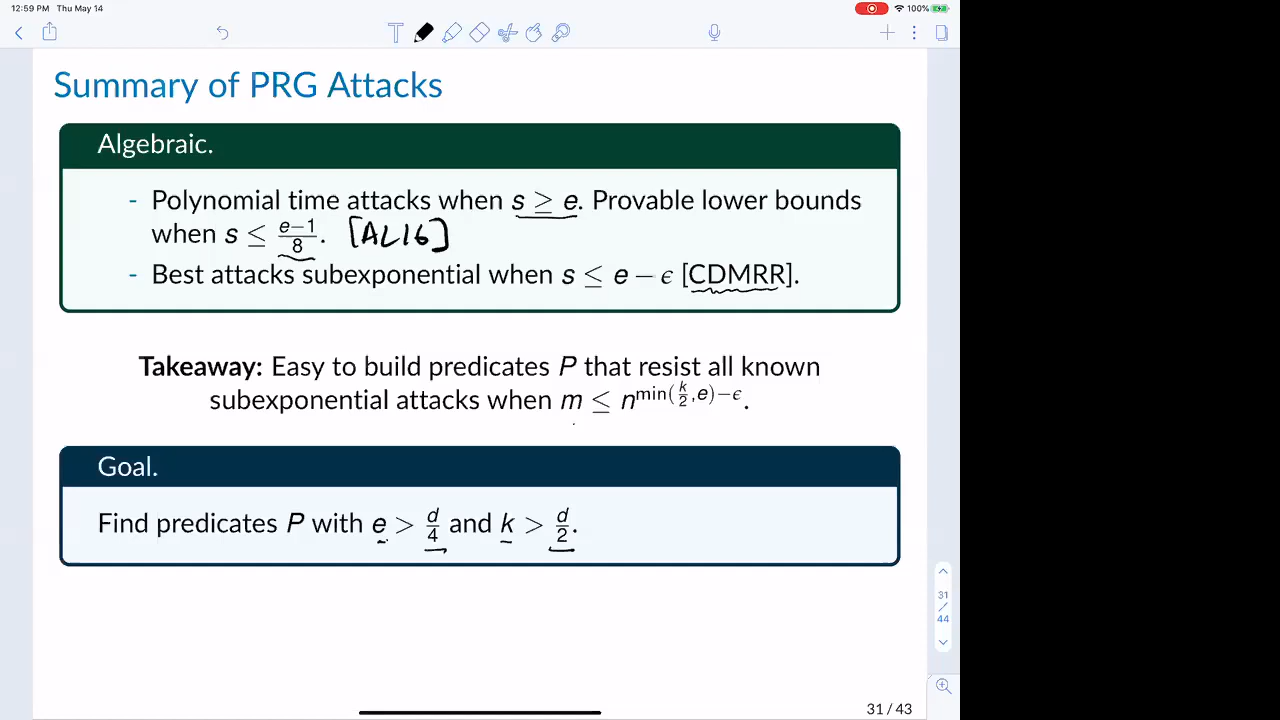 12:59 PM Thu May 14
100%
Summary of PRG Attacks
Algebraic.
- Polynomial time attacks when s ≥ e. Provable lower bounds
when s ≤ (e−1)/8. [AL16]
- Best attacks subexponential when s ≤ e − ϵ [CDMRR].
Takeaway: Easy to build predicates P that resist all known
subexponential attacks when m ≤ n^{min(k/2, e)−ϵ}.
Goal.
Find predicates P with e > d/4 and k > d/2.
31
/
44
31 / 43